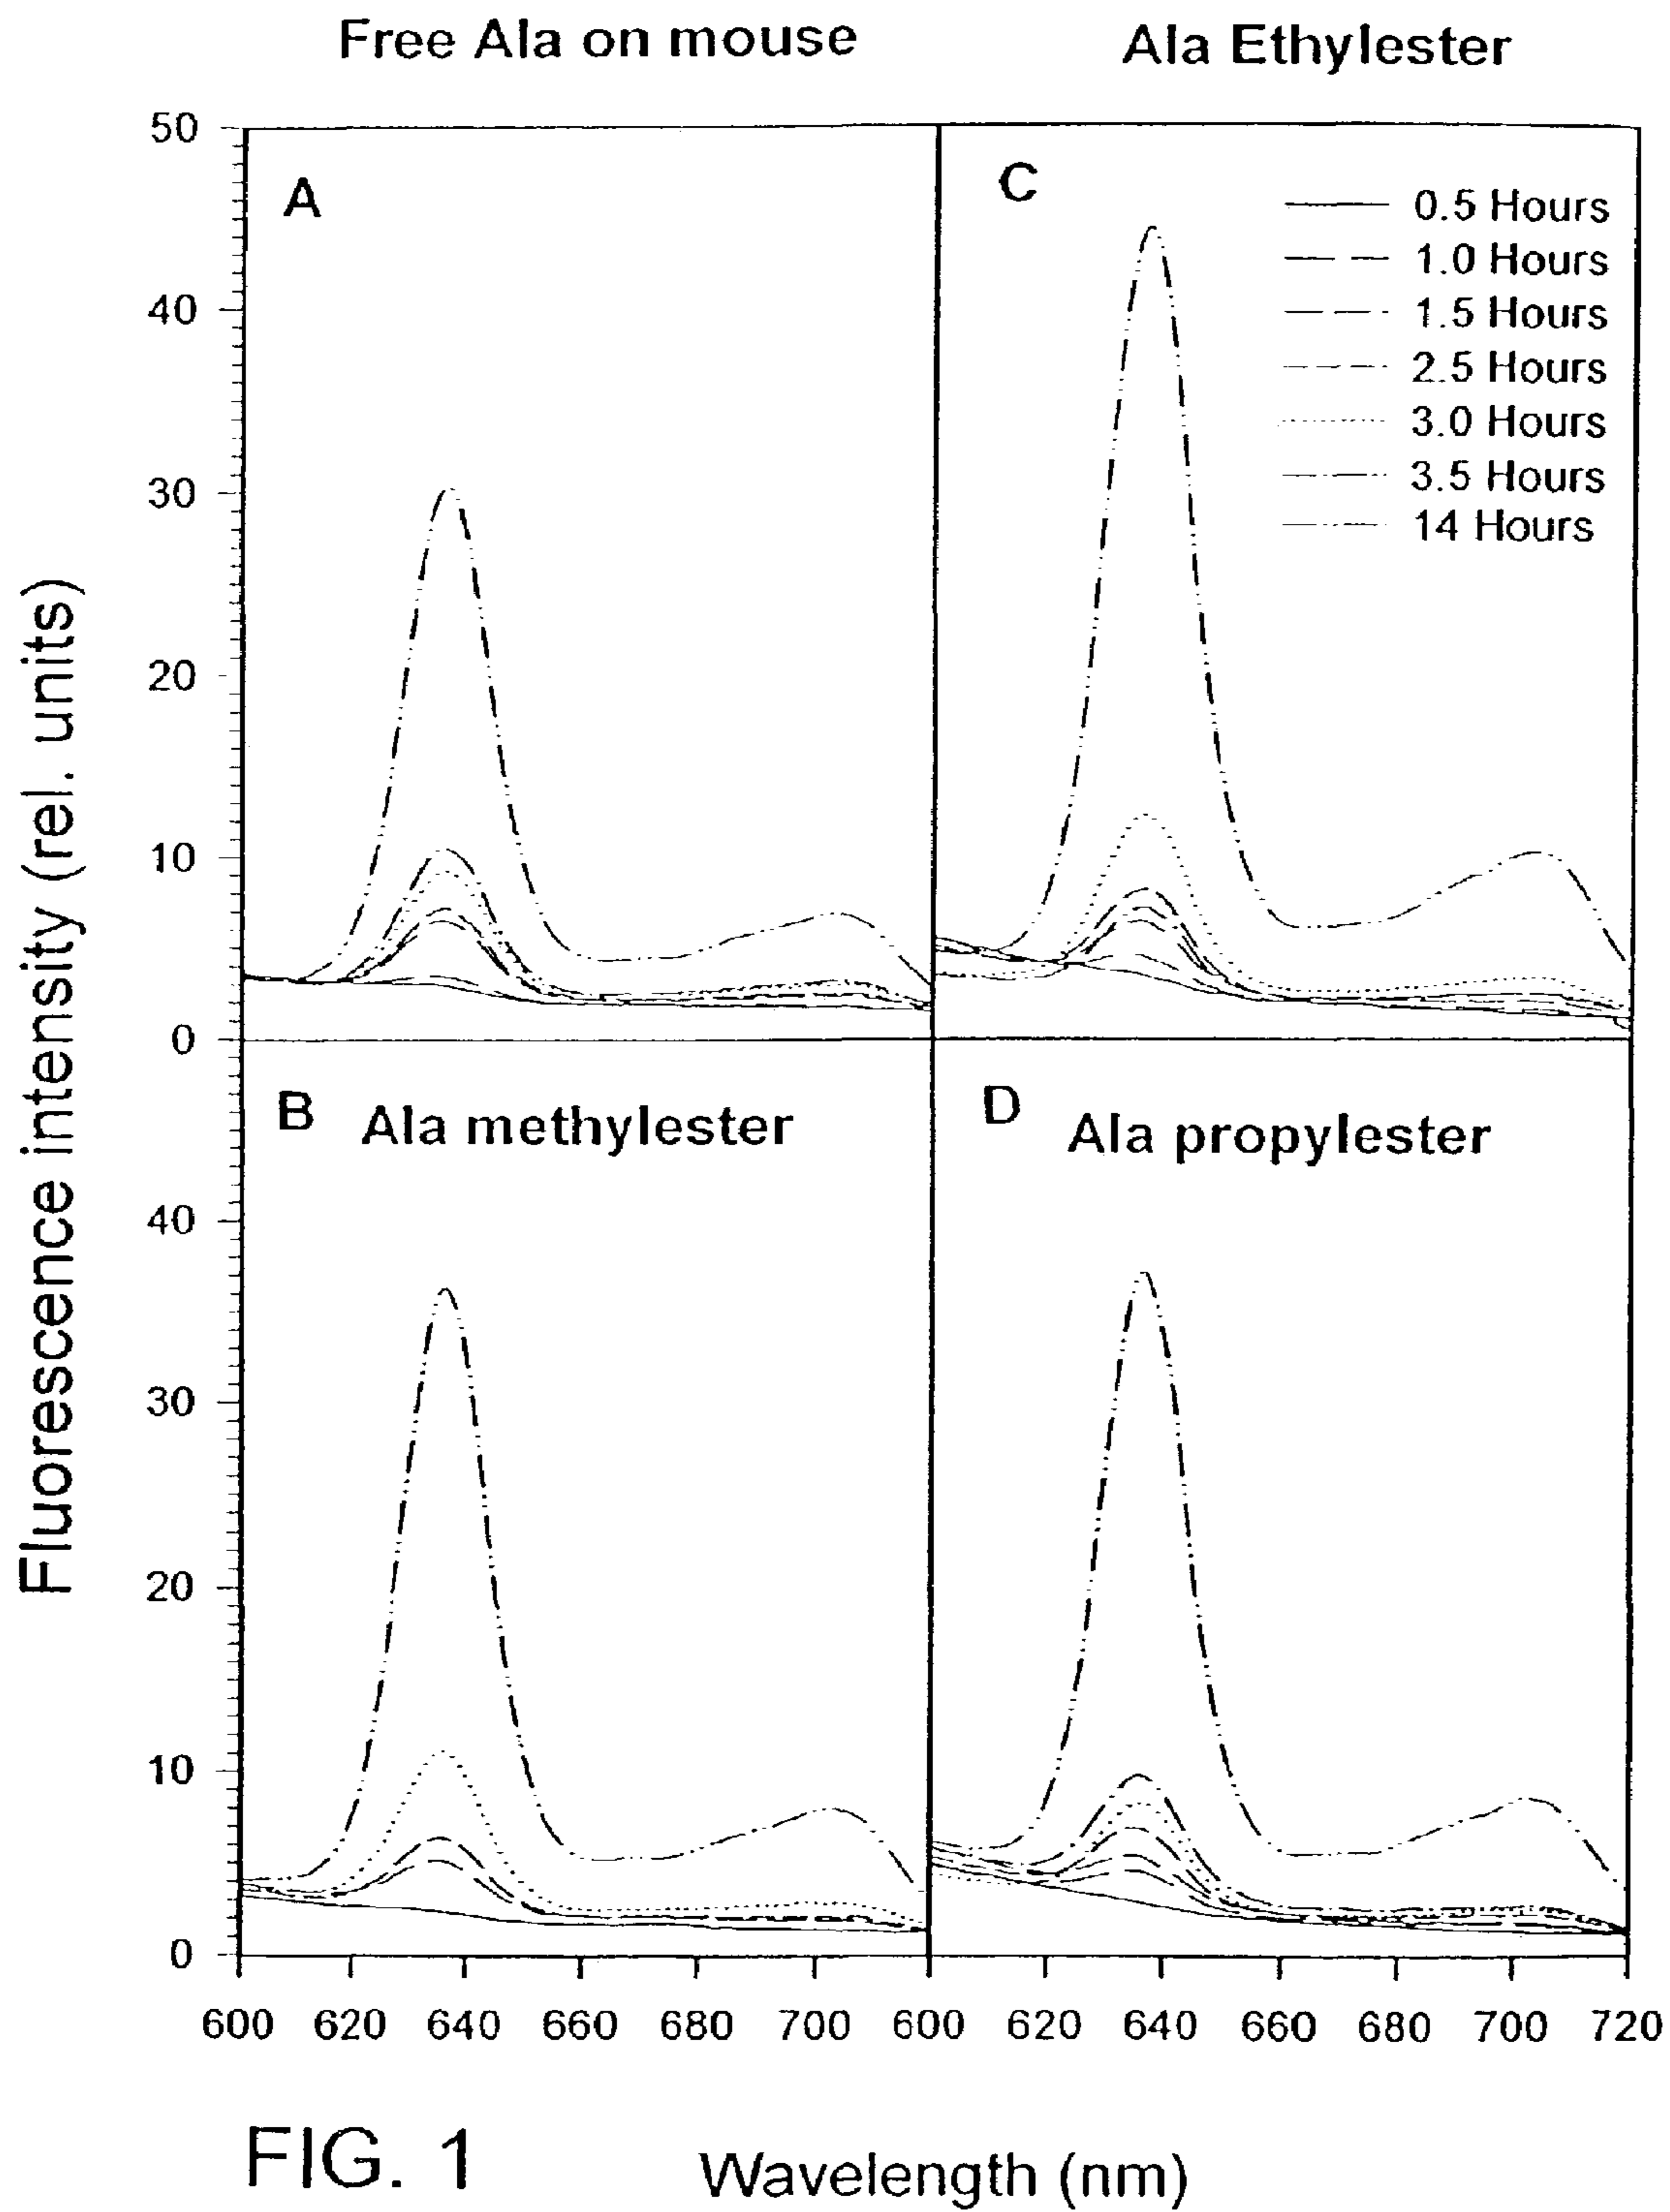 Free Ala on mouse
Ala Ethylester
Fluorescence intensity (rel. units)
50
40
30
20
10
0
A
C
0.5 Hours
1.0 Hours
1.5 Hours
2.5 Hours
3.0 Hours
3.5 Hours
14 Hours
B
Ala methylester
D
Ala propylester
40
30
20
10
0
600 620 640 660 680 700 600 620 640 660 680 700 720
FIG. 1
Wavelength (nm)